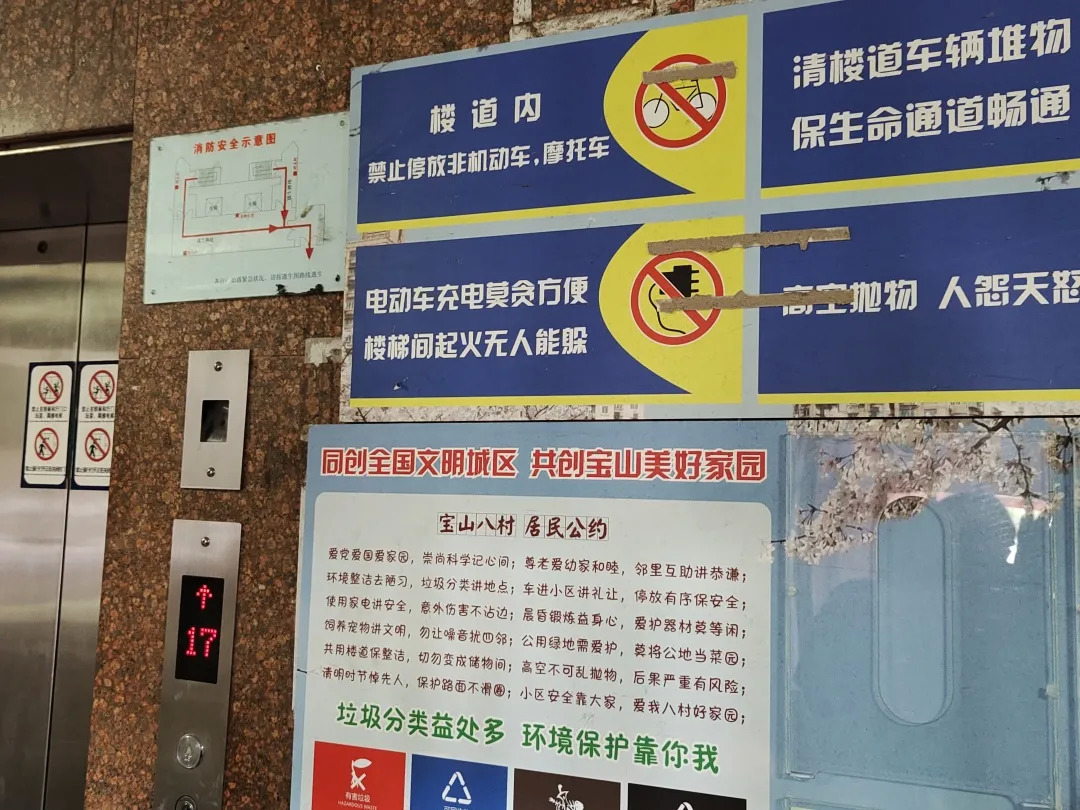 消防安全示意图
楼道内
禁止停放非机动车,摩托车
清楼道车辆堆物
保生命通道畅通
电动车充电莫贪方便
楼梯间起火无人能躲
高空抛物 人怨天怒
17
同创全国文明城区 共创宝山美好家园
宝山八村 居民公约
爱党爱国爱家园，崇尚科学记心间；尊老爱幼家和睦，邻里互助讲恭谦；
环境整洁去陋习，垃圾分类讲地点；车进小区讲礼让，停放有序保安全；
使用家电讲安全，意外伤害不沾边；晨昏锻炼益身心，爱护器材莫等闲；
饲养宠物讲文明，勿让噪音扰四邻；公用绿地需爱护，莫将公地当菜园；
共用楼道保整洁，切勿变成储物间；高空不可乱抛物，后果严重有风险；
清明时节悼先人，保护路面不滑圈；小区安全靠大家，爱我八村好家园；
垃圾分类益处多 环境保护靠你我
有害垃圾
HAZARDOUS WASTE